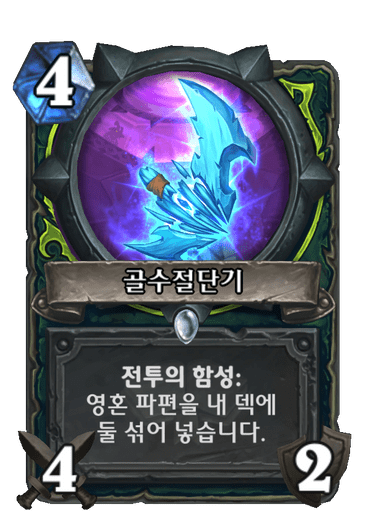 4
골수절단기
전투의 함성:
영혼 파편을 내 덱에
둘 섞어 넣습니다.
4
2